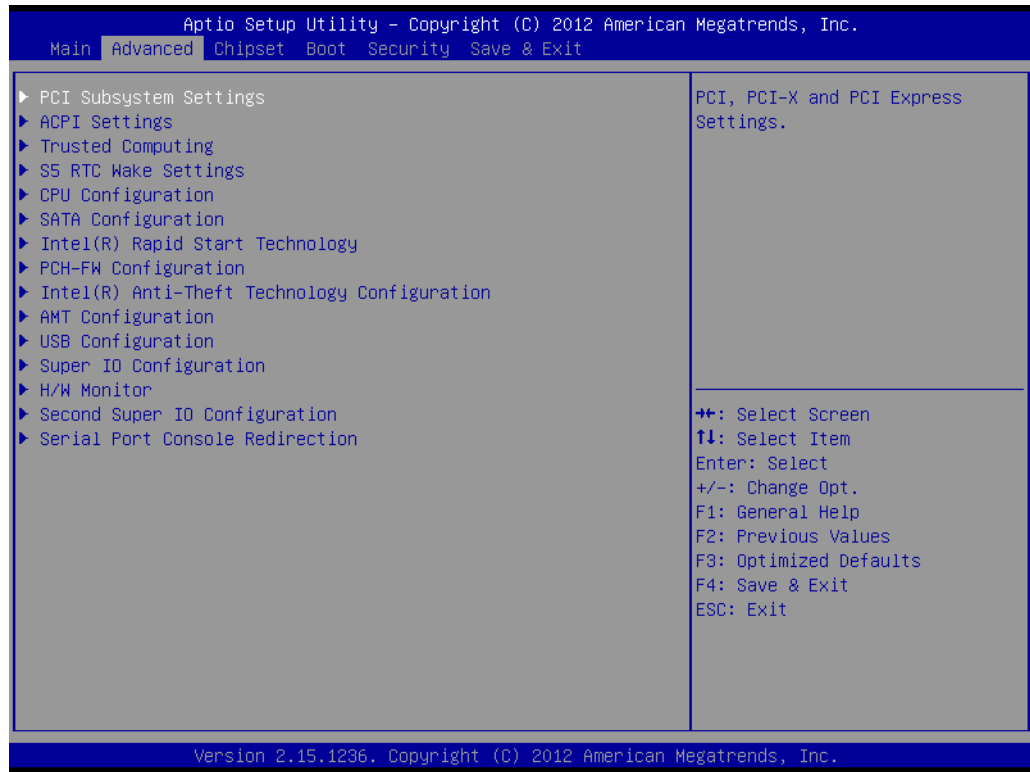 Aptio Setup Utility – Copyright (C) 2012 American Megatrends, Inc.
Main Advanced Chipset Boot Security Save & Exit
▶ PCI Subsystem Settings
▶ ACPI Settings
▶ Trusted Computing
▶ S5 RTC Wake Settings
▶ CPU Configuration
▶ SATA Configuration
▶ Intel(R) Rapid Start Technology
▶ PCH-FW Configuration
▶ Intel(R) Anti-Theft Technology Configuration
▶ AMT Configuration
▶ USB Configuration
▶ Super IO Configuration
▶ H/W Monitor
▶ Second Super IO Configuration
▶ Serial Port Console Redirection
PCI, PCI-X and PCI Express
Settings.
→←: Select Screen
↑↓: Select Item
Enter: Select
+/-: Change Opt.
F1: General Help
F2: Previous Values
F3: Optimized Defaults
F4: Save & Exit
ESC: Exit
Version 2.15.1236. Copyright (C) 2012 American Megatrends, Inc.